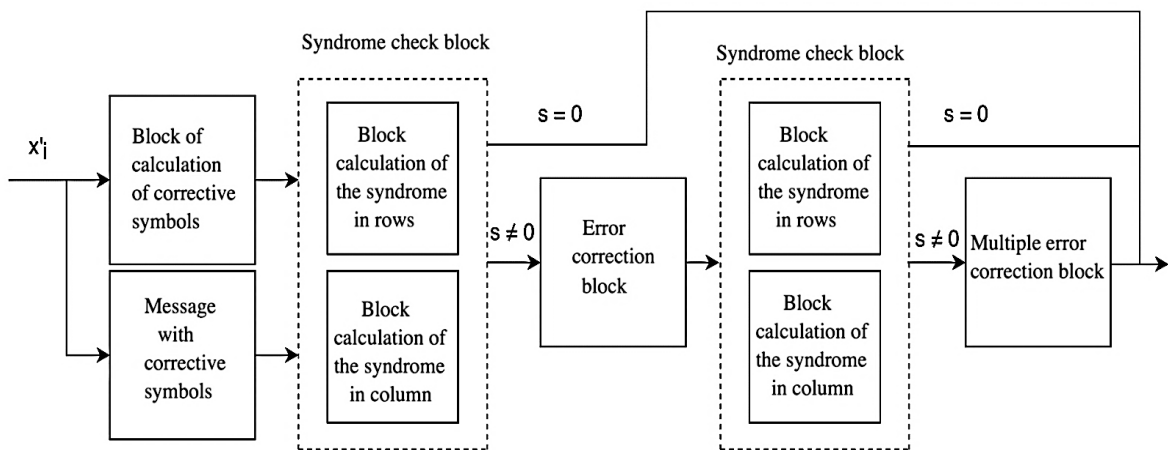 x'i
Block of
calculation
of corrective
symbols
Message
with
corrective
symbols
Syndrome check block
Block
calculation of
the syndrome
in rows
Block
calculation of
the syndrome
in column
s = 0
s ≠ 0
Error
correction
block
Syndrome check block
Block
calculation of
the syndrome
in rows
Block
calculation of
the syndrome
in column
s = 0
s ≠ 0
Multiple error
correction block